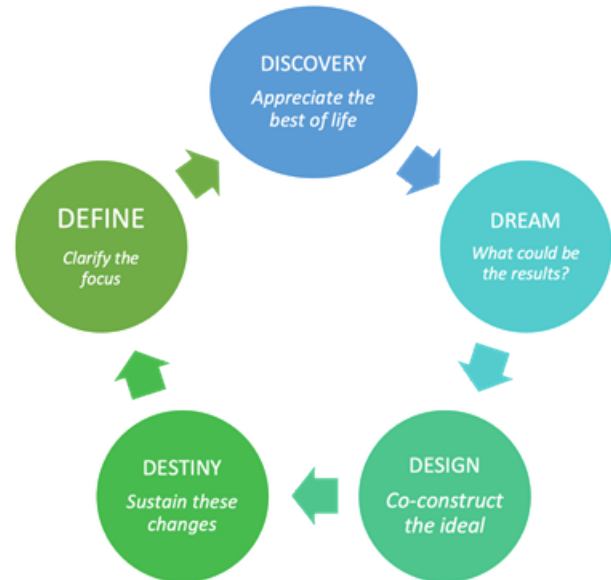 DISCOVERY
Appreciate the
best of life
DREAM
What could be
the results?
DESIGN
Co-construct
the ideal
DESTINY
Sustain these
changes
DEFINE
Clarify the
focus